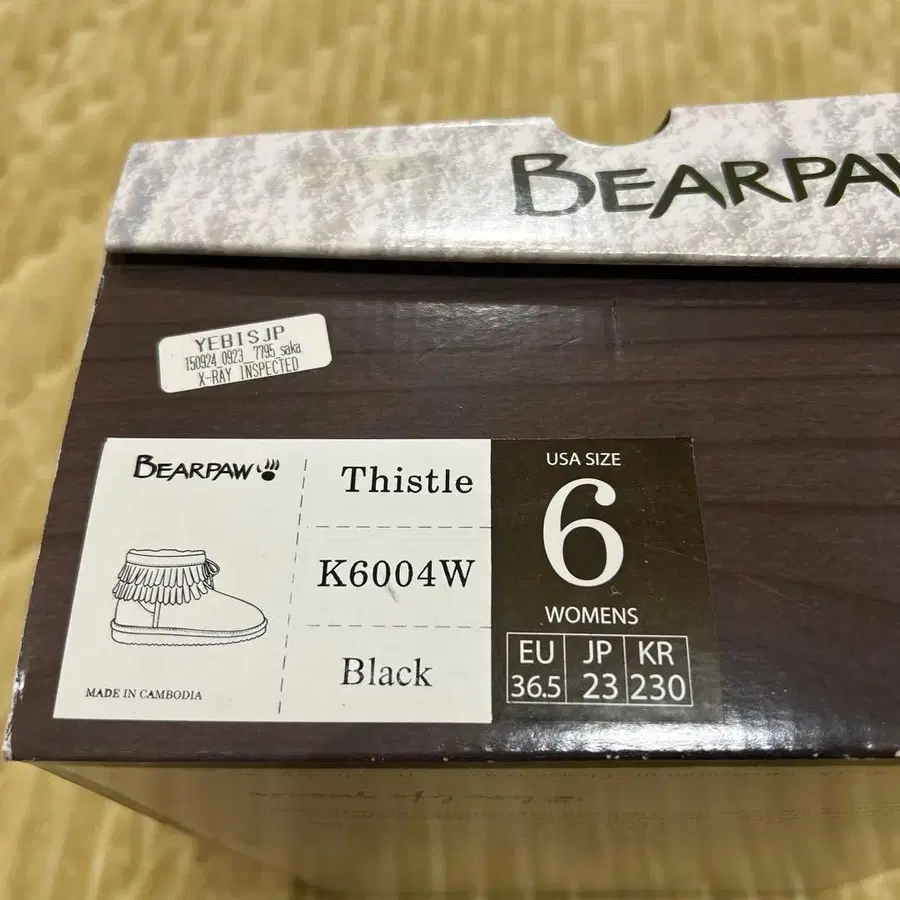 BEARPAW
YEBISJP
150924_0923_7795_saka
X-RAY INSPECTED
BEARPAW
Thistle
K6004W
Black
MADE IN CAMBODIA
USA SIZE
6
WOMENS
EU JP KR
36.5 23 230